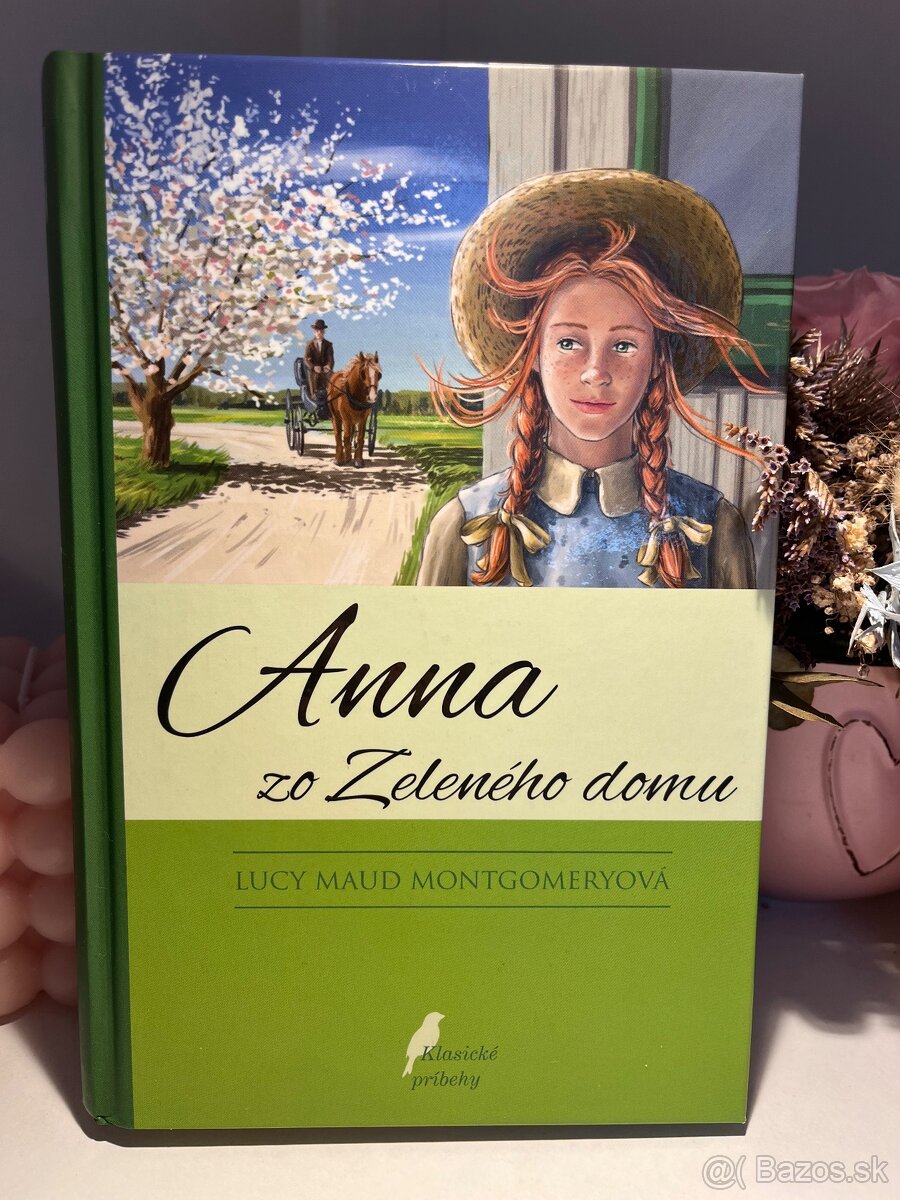 Anna
zo Zeleného domu
LUCY MAUD MONTGOMERYOVÁ
Klasické
príbehy
@( Bazos.sk